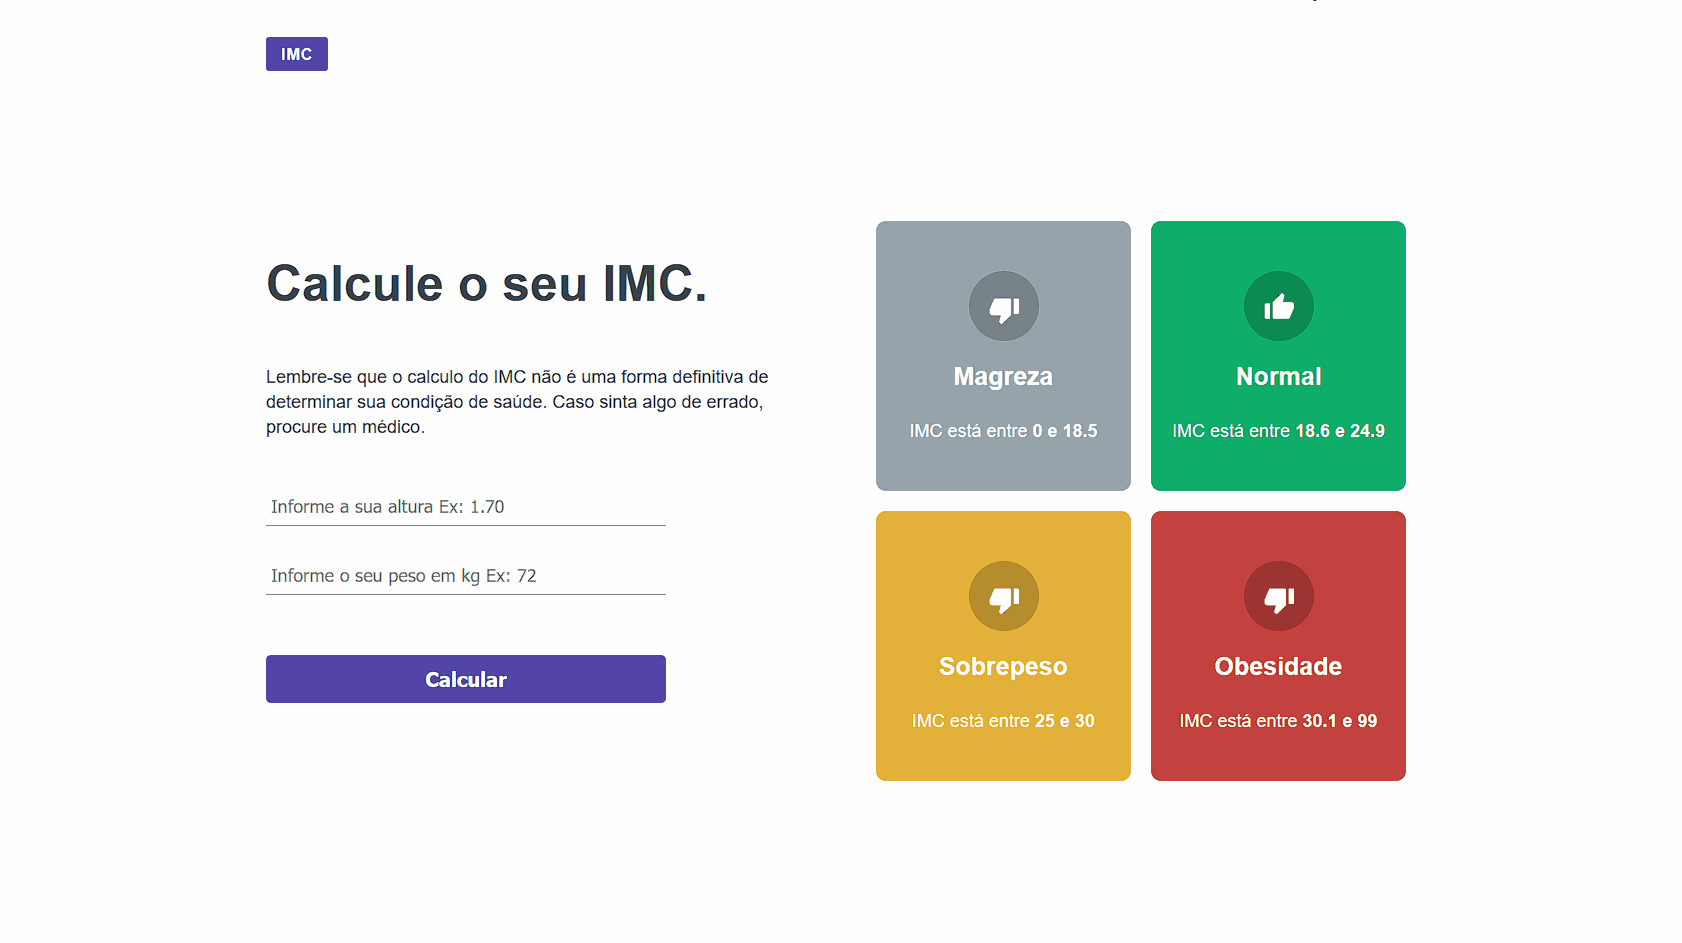 IMC
Calcule o seu IMC.
Lembre-se que o calculo do IMC não é uma forma definitiva de
determinar sua condição de saúde. Caso sinta algo de errado,
procure um médico.
Informe a sua altura Ex: 1.70
Informe o seu peso em kg Ex: 72
Calcular
Magreza
IMC está entre 0 e 18.5
Normal
IMC está entre 18.6 e 24.9
Sobrepeso
IMC está entre 25 e 30
Obesidade
IMC está entre 30.1 e 99